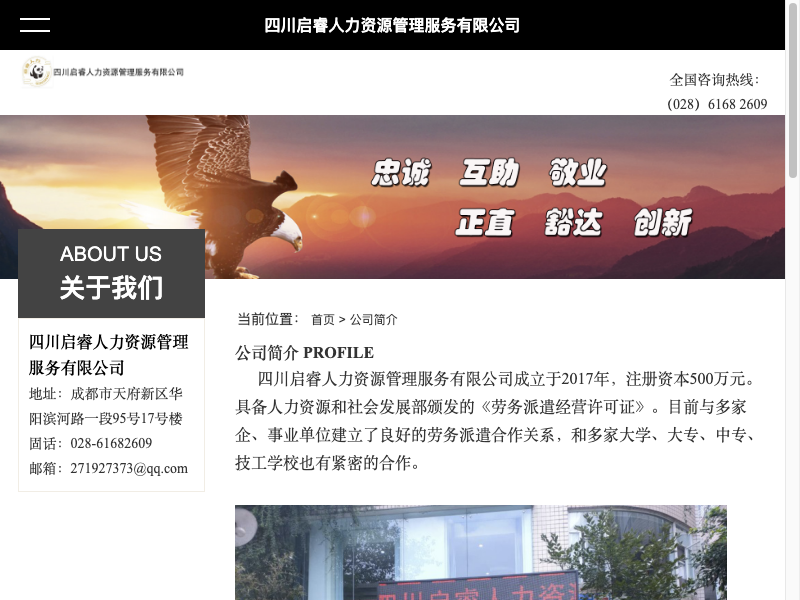 四川启睿人力资源管理服务有限公司
四川启睿人力资源管理服务有限公司
全国咨询热线：
（028）6168 2609
忠诚 互助 敬业
正直 豁达 创新
ABOUT US
关于我们
四川启睿人力资源管理
服务有限公司
地址：成都市天府新区华
阳滨河路一段95号17号楼
固话：028-61682609
邮箱：271927373@qq.com
当前位置： 首页 > 公司简介
公司简介 PROFILE
四川启睿人力资源管理服务有限公司成立于2017年，注册资本500万元。
具备人力资源和社会发展部颁发的《劳务派遣经营许可证》。目前与多家
企、事业单位建立了良好的劳务派遣合作关系，和多家大学、大专、中专、
技工学校也有紧密的合作。
四川启睿人力资源